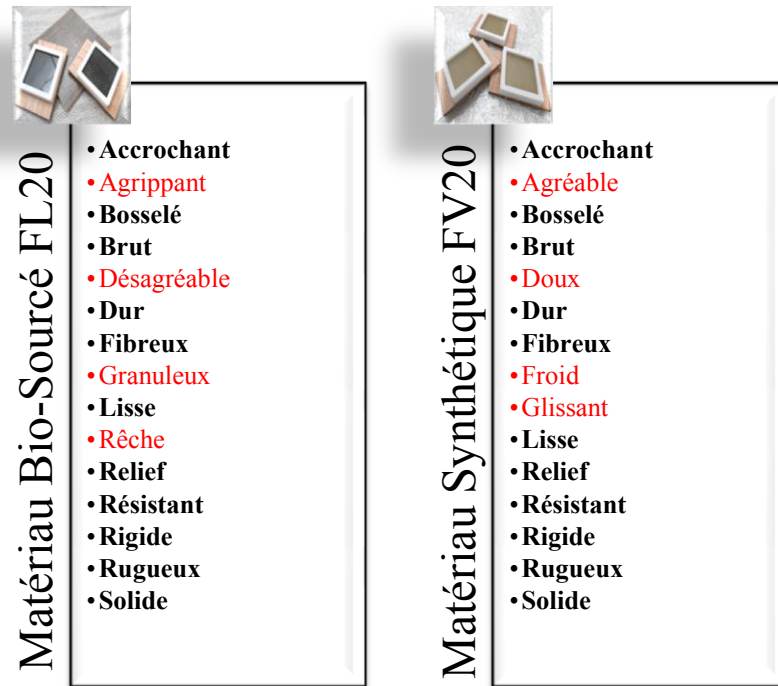 Matériau Bio-Sourcé FL20
•Accrochant
•Agrippant
•Bosselé
•Brut
•Désagréable
•Dur
•Fibreux
•Granuleux
•Lisse
•Rêche
•Relief
•Résistant
•Rigide
•Rugueux
•Solide
Matériau Synthétique FV20
•Accrochant
•Agréable
•Bosselé
•Brut
•Doux
•Dur
•Fibreux
•Froid
•Glissant
•Lisse
•Relief
•Résistant
•Rigide
•Rugueux
•Solide